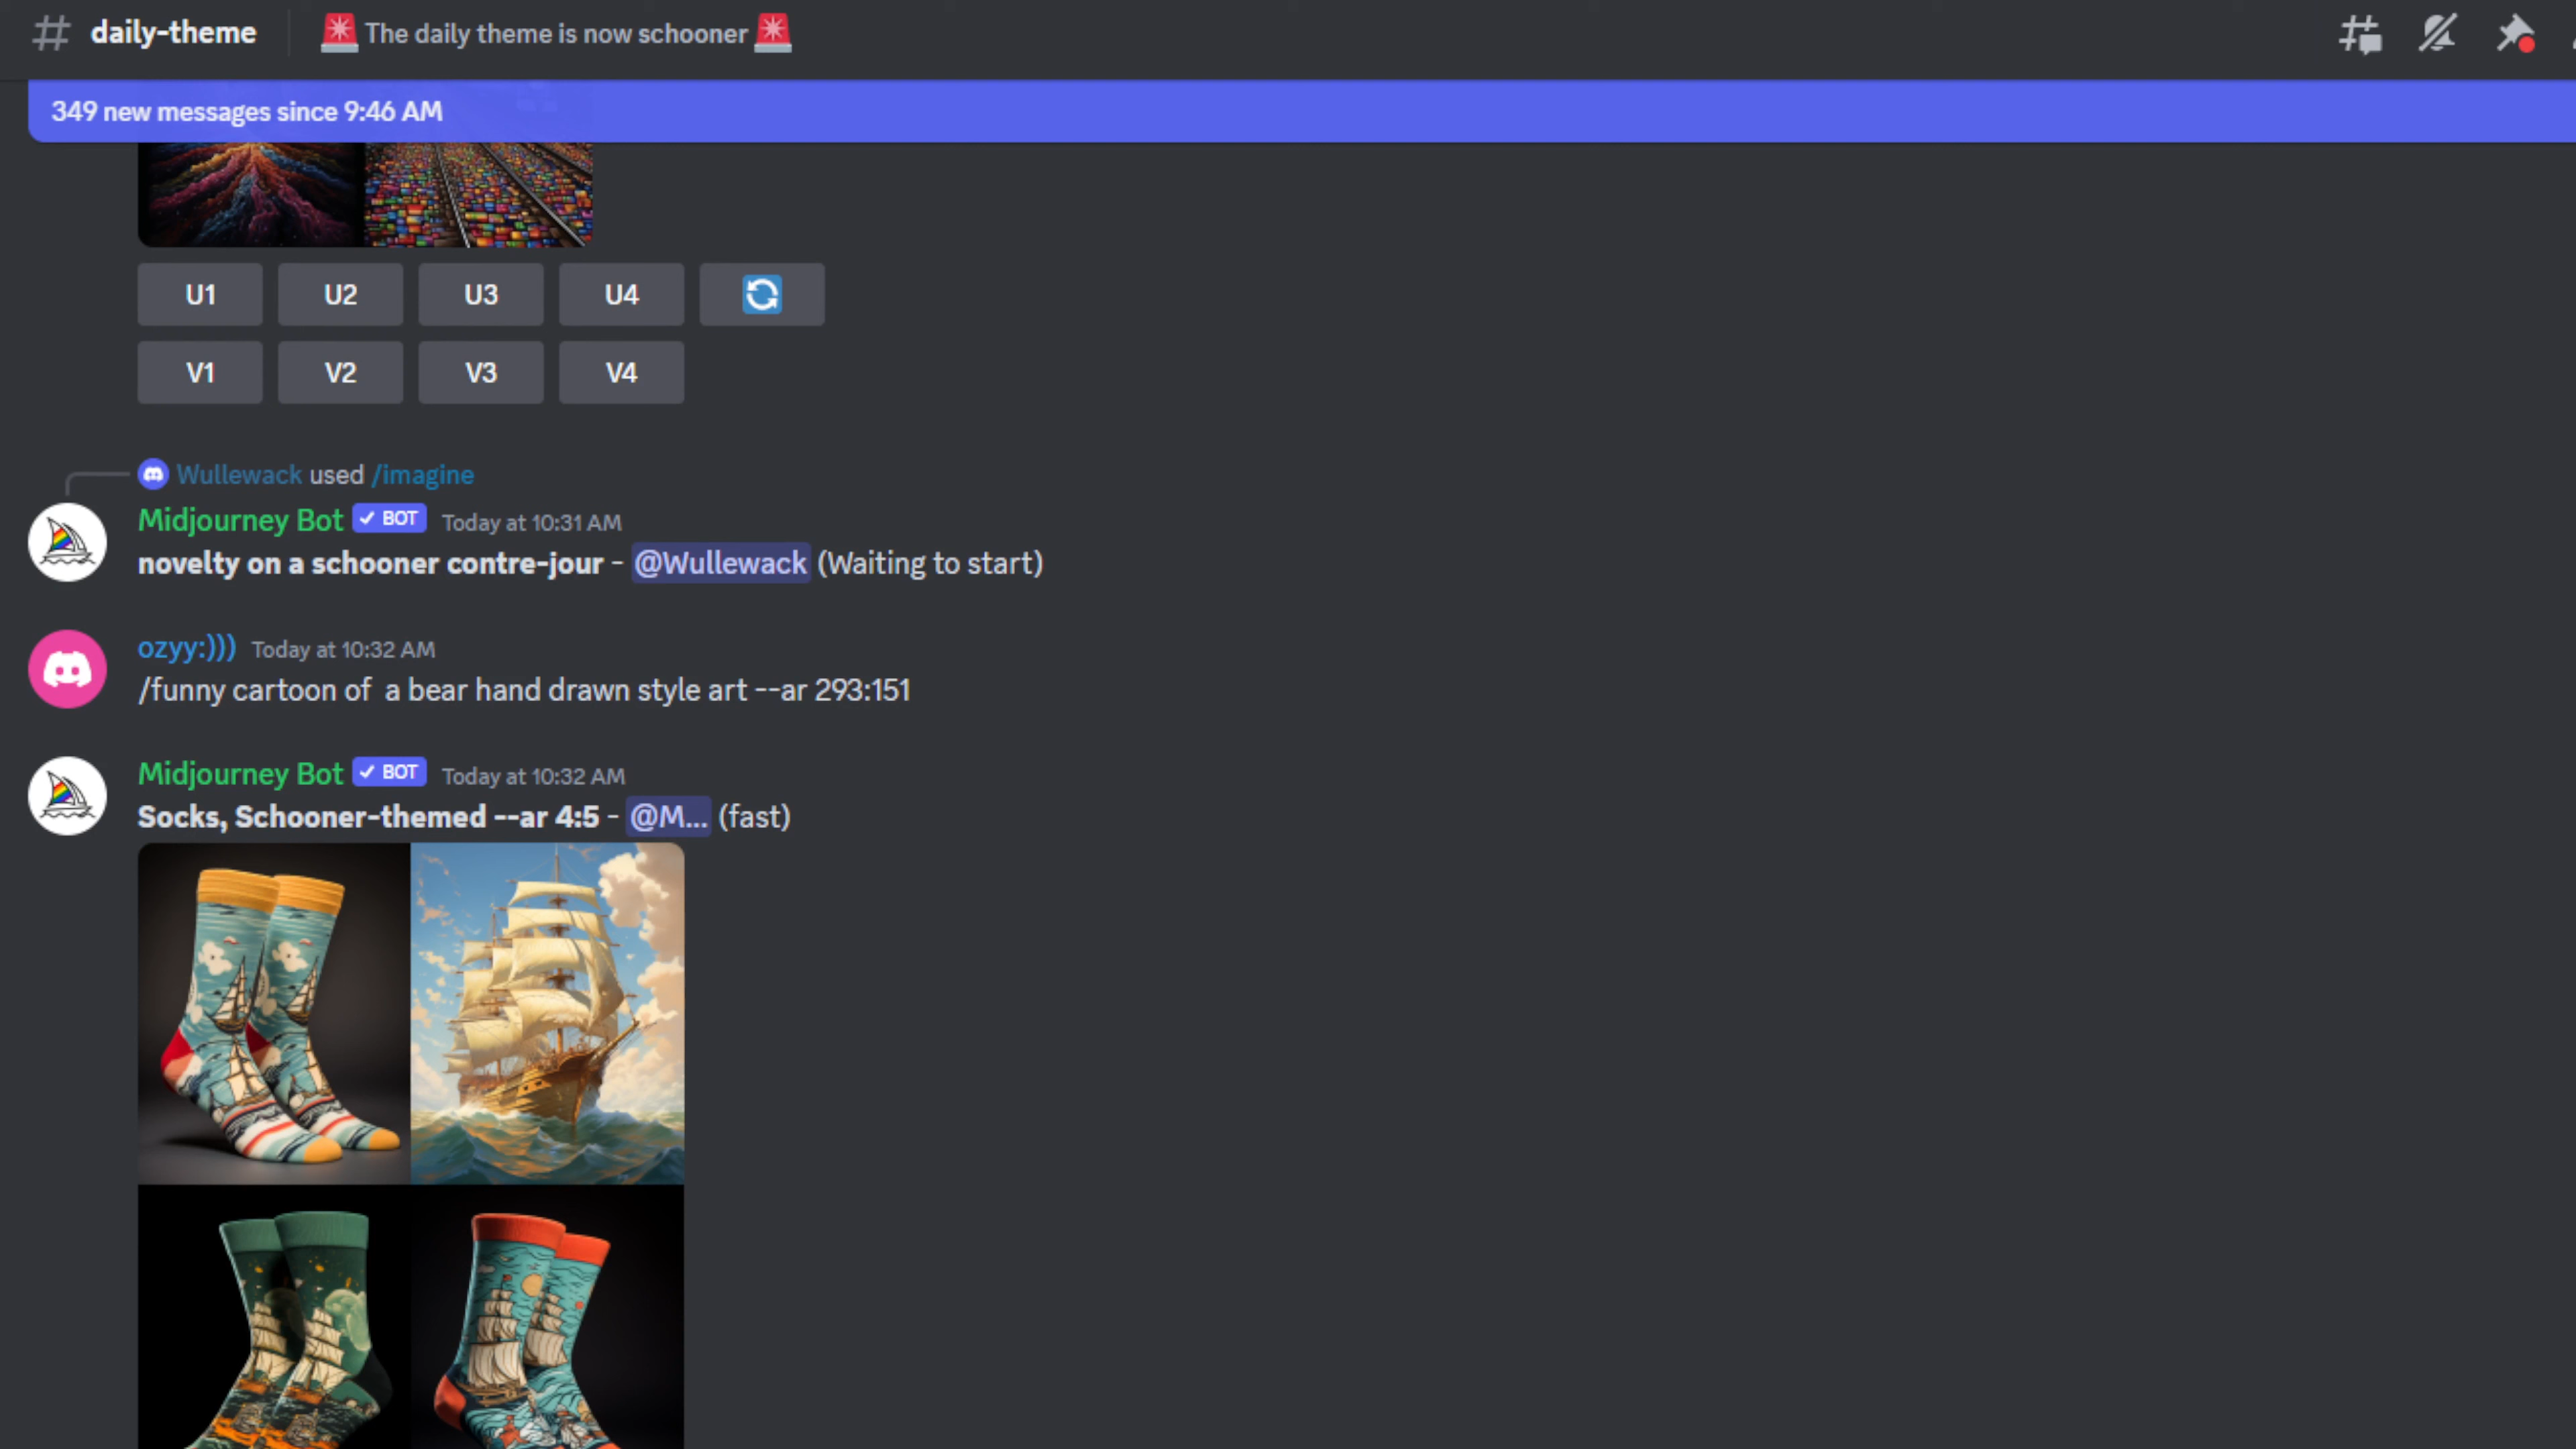 daily-theme
The daily theme is now schooner
349 new messages since 9:46 AM
U1 U2 U3 U4
V1 V2 V3 V4
Wullewack used /imagine
Midjourney Bot BOT Today at 10:31 AM
novelty on a schooner contre-jour - @Wullewack (Waiting to start)
ozyy:))) Today at 10:32 AM
/funny cartoon of  a bear hand drawn style art --ar 293:151
Midjourney Bot BOT Today at 10:32 AM
Socks, Schooner-themed --ar 4:5 - @M... (fast)